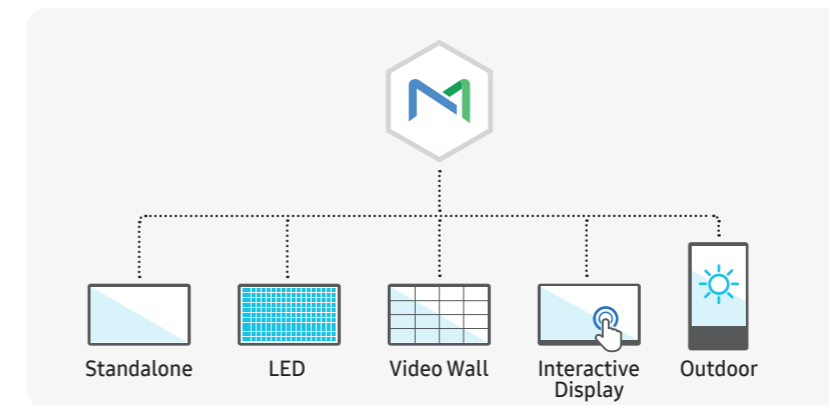 Standalone
LED
Video Wall
Interactive
Display
Outdoor